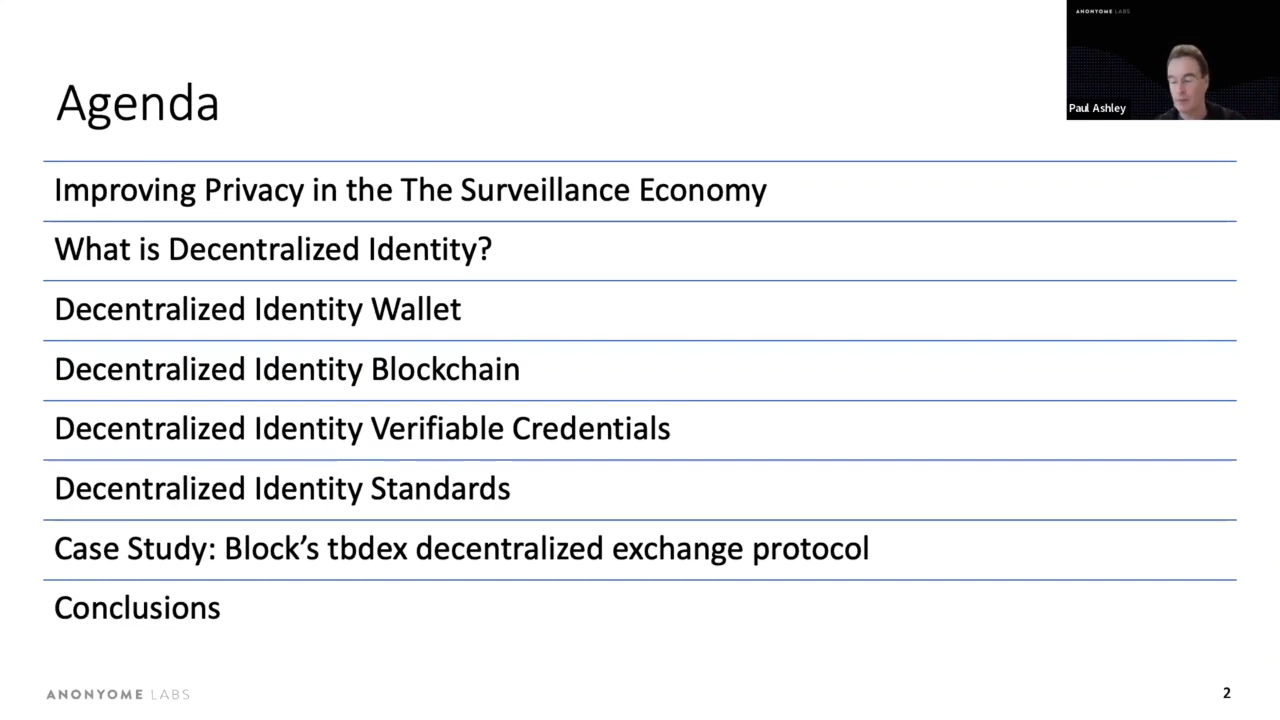 ANONYOME LABS
Paul Ashley
Agenda
Improving Privacy in the The Surveillance Economy
What is Decentralized Identity?
Decentralized Identity Wallet
Decentralized Identity Blockchain
Decentralized Identity Verifiable Credentials
Decentralized Identity Standards
Case Study: Block’s tbdex decentralized exchange protocol
Conclusions
ANONYOME LABS
2